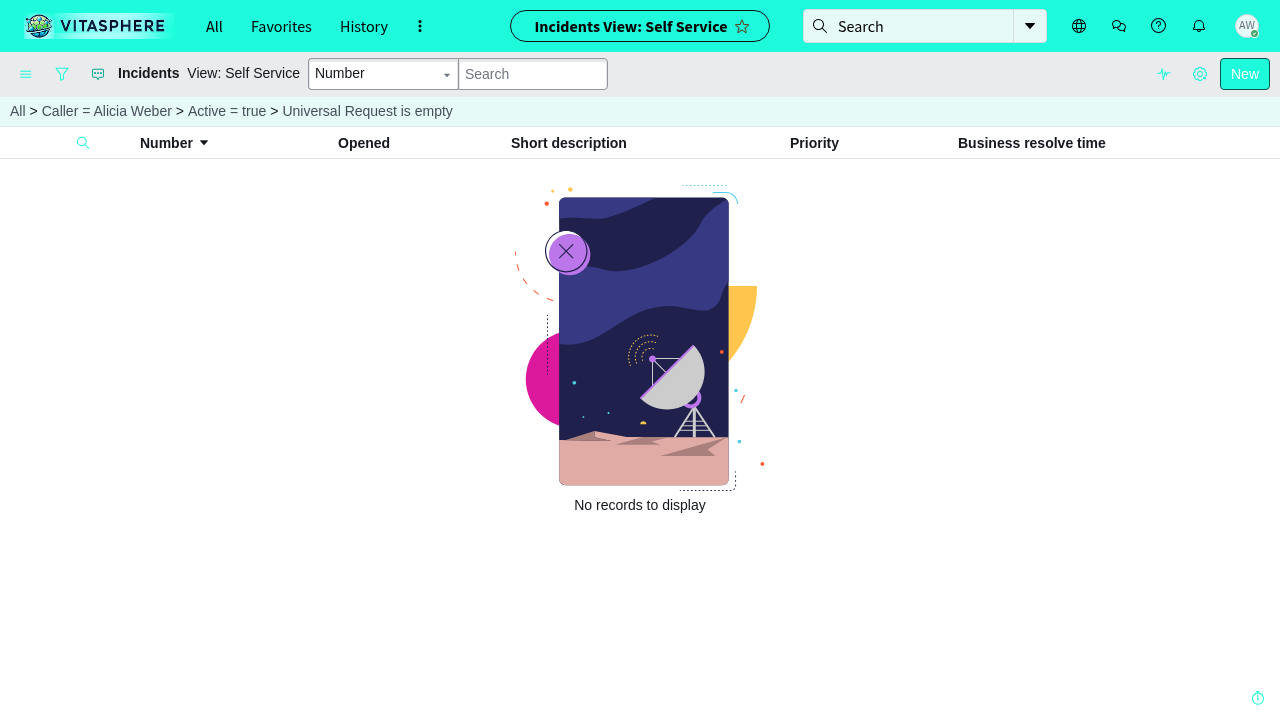 VITASPHERE All Favorites History Incidents View: Self Service Search AW
Incidents View: Self Service Number Search New
All > Caller = Alicia Weber > Active = true > Universal Request is empty
Number Opened Short description Priority Business resolve time
No records to display